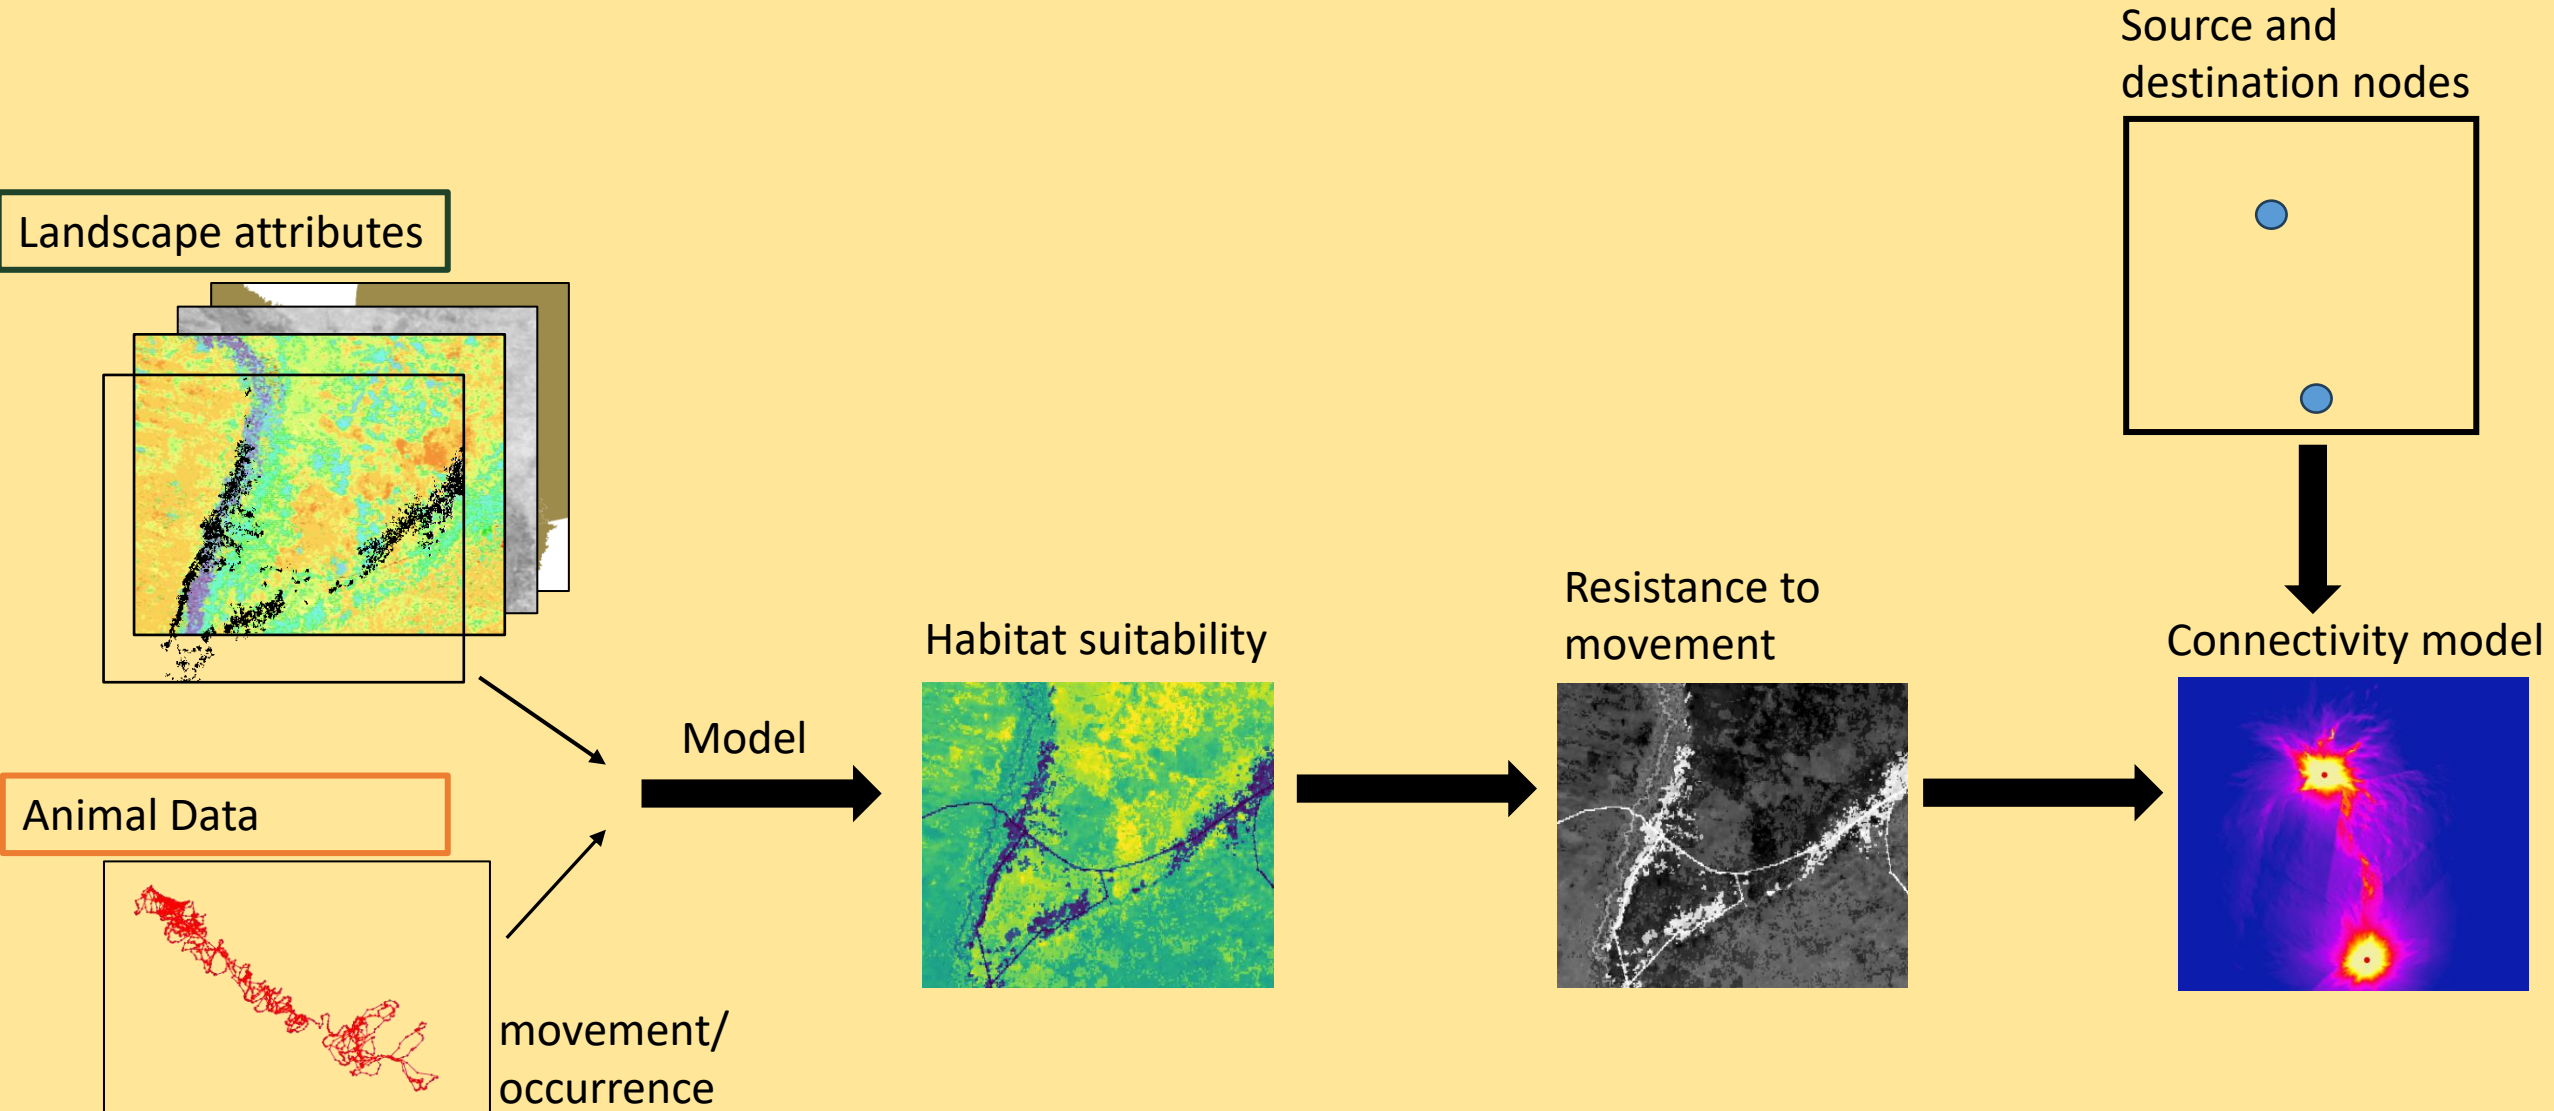 Source and
destination nodes
Landscape attributes
Resistance to
movement
Habitat suitability
Connectivity model
Model
Animal Data
movement/
occurrence